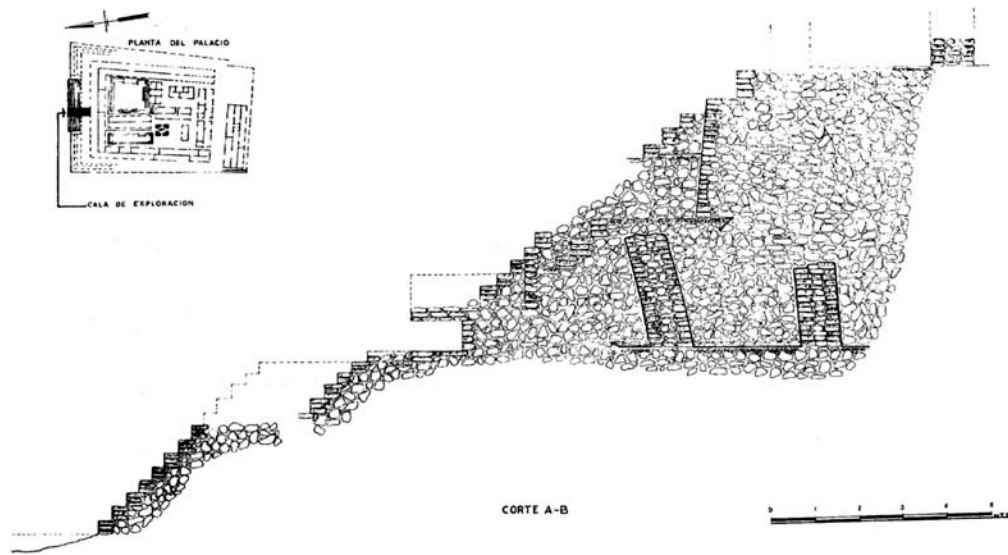 PLANTA DEL PALACIO
CALA DE EXPLORACION
CORTE A-B
0 1 2 3 4 5